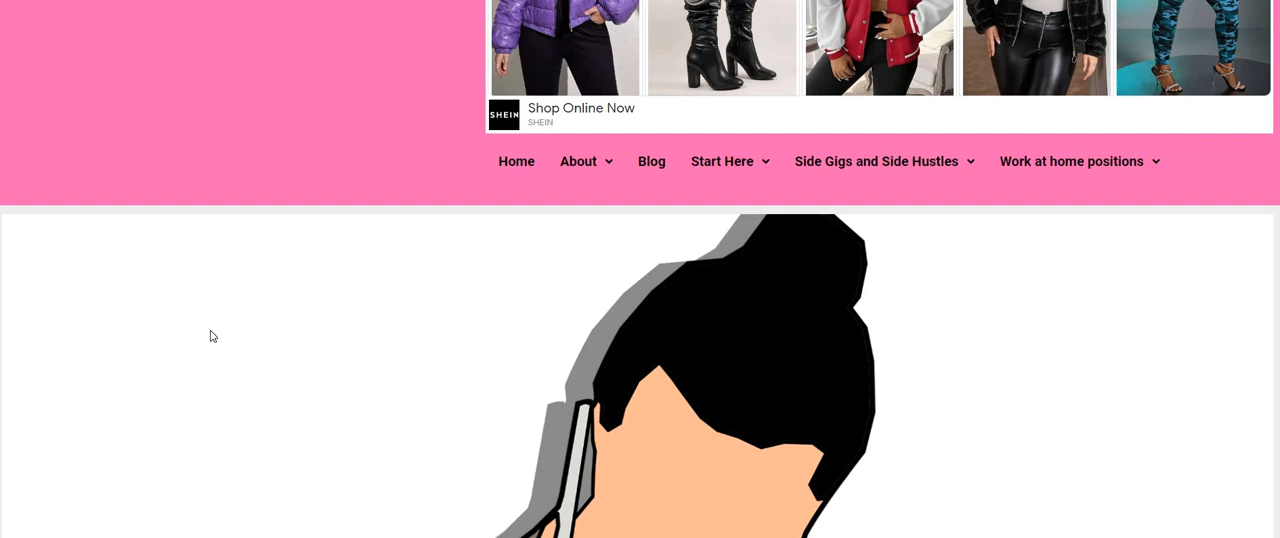 SHEIN
Shop Online Now
SHEIN
Home About Blog Start Here Side Gigs and Side Hustles Work at home positions